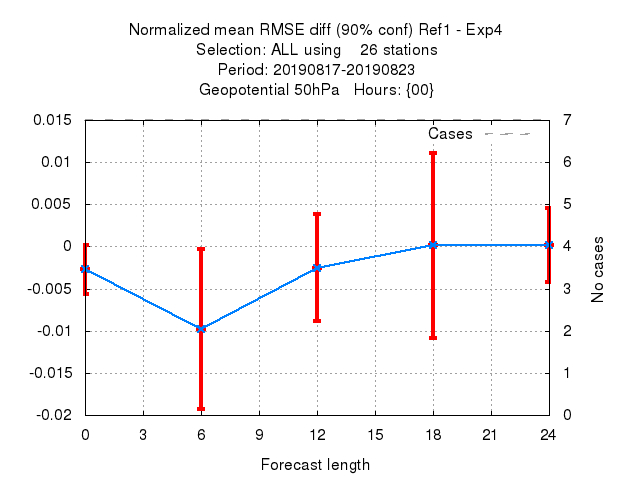 Normalized mean RMSE diff (90% conf) Ref1 - Exp4
Selection: ALL using    26 stations
Period: 20190817-20190823
Geopotential 50hPa   Hours: {00}
0.015
0.01
0.005
0
-0.005
-0.01
-0.015
-0.02
Cases
7
6
5
4
3
2
1
0
No cases
0 3 6 9 12 15 18 21 24
Forecast length